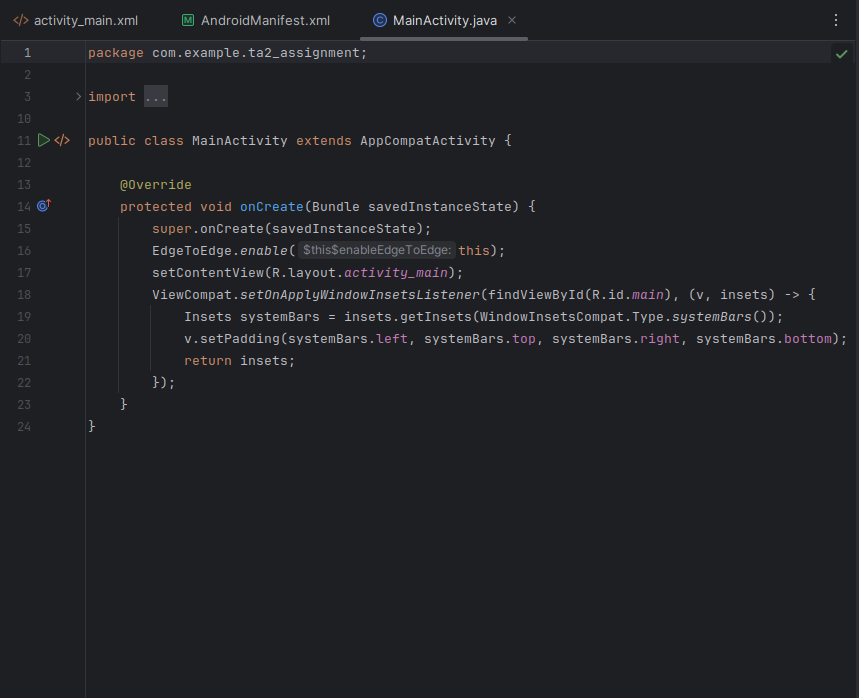 activity_main.xml AndroidManifest.xml MainActivity.java
1 package com.example.ta2_assignment;
2
3 import ...
10
11 public class MainActivity extends AppCompatActivity {
12
13 @Override
14 protected void onCreate(Bundle savedInstanceState) {
15 super.onCreate(savedInstanceState);
16 EdgeToEdge.enable( $this$enableEdgeToEdge: this);
17 setContentView(R.layout.activity_main);
18 ViewCompat.setOnApplyWindowInsetsListener(findViewById(R.id.main), (v, insets) -> {
19 Insets systemBars = insets.getInsets(WindowInsetsCompat.Type.systemBars());
20 v.setPadding(systemBars.left, systemBars.top, systemBars.right, systemBars.bottom);
21 return insets;
22 });
23 }
24 }